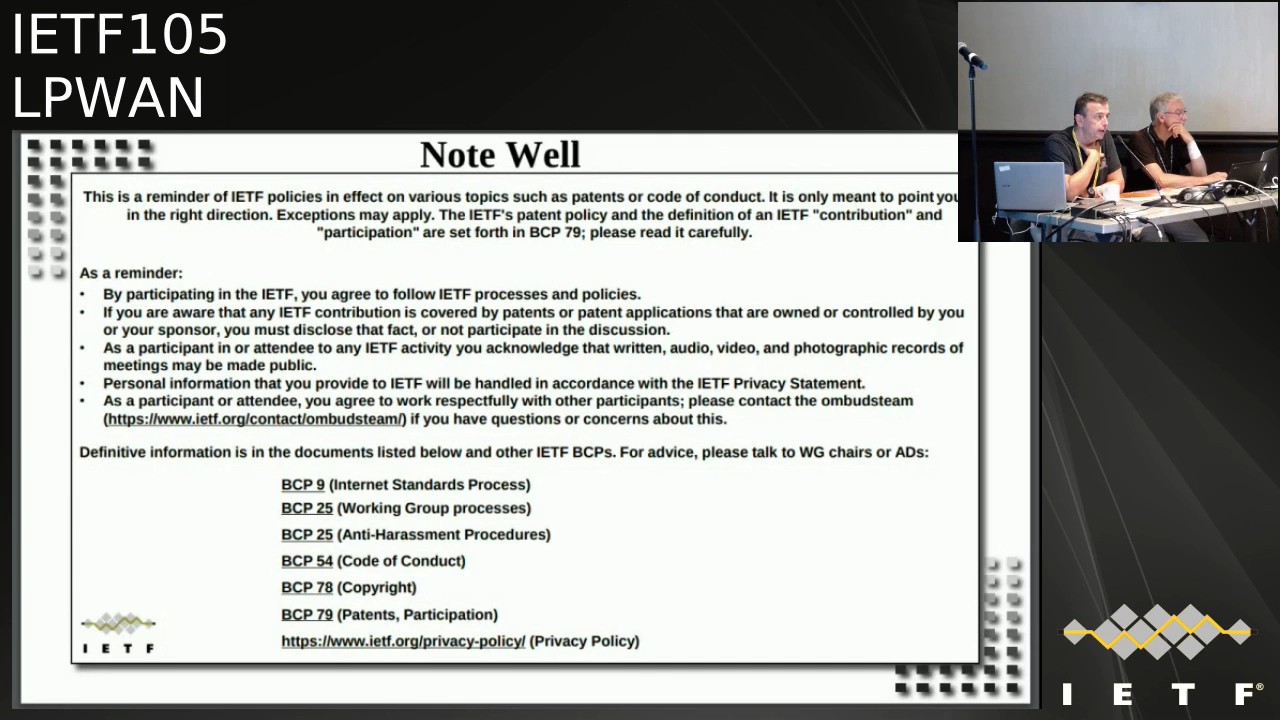 IETF105
LPWAN
Note Well
This is a reminder of IETF policies in effect on various topics such as patents or code of conduct. It is only meant to point you
in the right direction. Exceptions may apply. The IETF's patent policy and the definition of an IETF "contribution" and
"participation" are set forth in BCP 79; please read it carefully.
As a reminder:
• By participating in the IETF, you agree to follow IETF processes and policies.
• If you are aware that any IETF contribution is covered by patents or patent applications that are owned or controlled by you
or your sponsor, you must disclose that fact, or not participate in the discussion.
• As a participant in or attendee to any IETF activity you acknowledge that written, audio, video, and photographic records of
meetings may be made public.
• Personal information that you provide to IETF will be handled in accordance with the IETF Privacy Statement.
• As a participant or attendee, you agree to work respectfully with other participants; please contact the ombudsteam
(https://www.ietf.org/contact/ombudsteam/) if you have questions or concerns about this.
Definitive information is in the documents listed below and other IETF BCPs. For advice, please talk to WG chairs or ADs:
BCP 9 (Internet Standards Process)
BCP 25 (Working Group processes)
BCP 25 (Anti-Harassment Procedures)
BCP 54 (Code of Conduct)
BCP 78 (Copyright)
BCP 79 (Patents, Participation)
https://www.ietf.org/privacy-policy/ (Privacy Policy)
I E T F
I E T F®